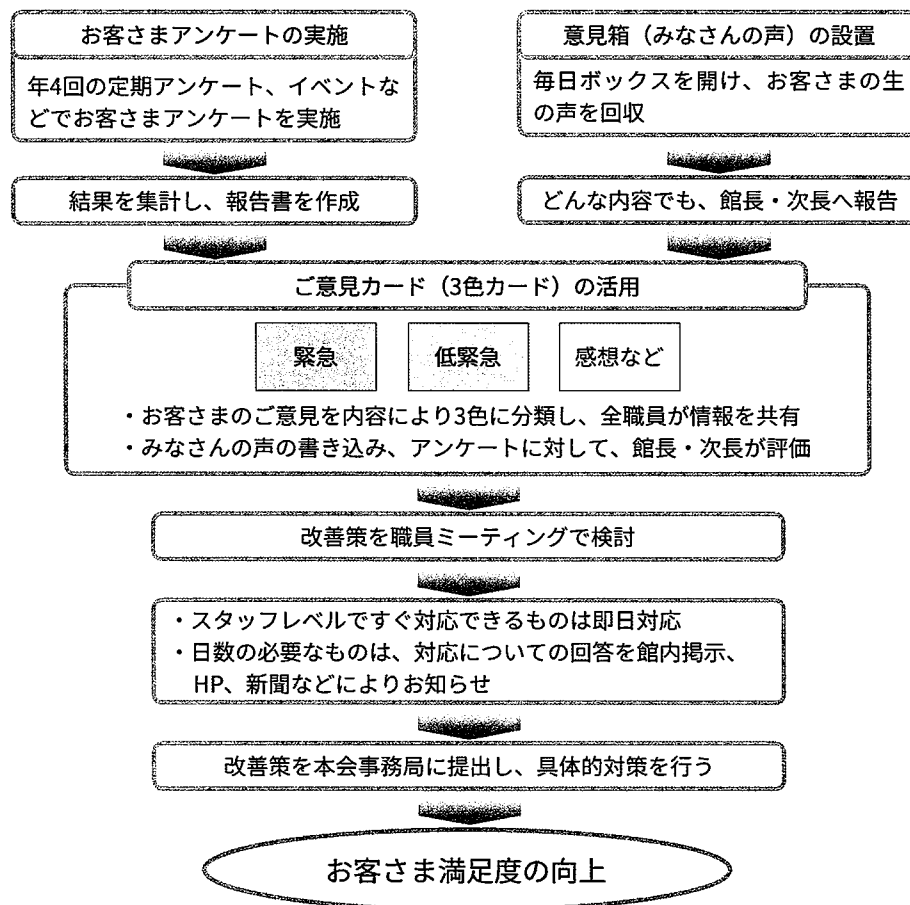 お客さまアンケートの実施
年4回の定期アンケート、イベントな
どでお客さまアンケートを実施
意見箱（みなさんの声）の設置
毎日ボックスを開け、お客さまの生
の声を回収
結果を集計し、報告書を作成
どんな内容でも、館長・次長へ報告
ご意見カード（3色カード）の活用
緊急
低緊急
感想など
・お客さまのご意見を内容により3色に分類し、全職員が情報を共有
・みなさんの声の書き込み、アンケートに対して、館長・次長が評価
改善策を職員ミーティングで検討
・スタッフレベルですぐ対応できるものは即日対応
・日数の必要なものは、対応についての回答を館内掲示、
HP、新聞などによりお知らせ
改善策を本会事務局に提出し、具体的対策を行う
お客さま満足度の向上